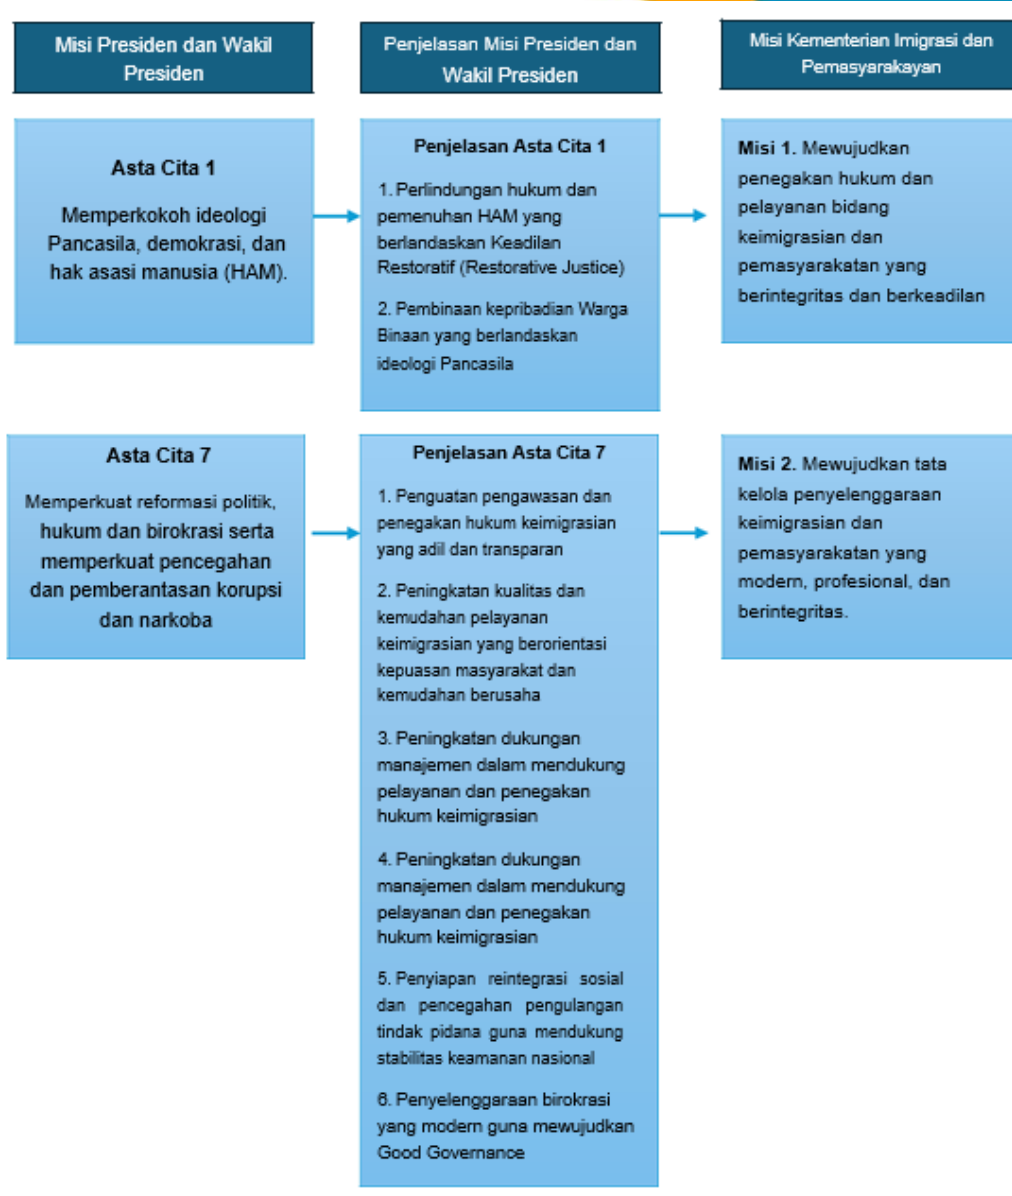 Misi Presiden dan Wakil
Presiden
Penjelasan Misi Presiden dan
Wakil Presiden
Misi Kementerian Imigrasi dan
Pemasyarakayan
Asta Cita 1
Memperkokoh ideologi
Pancasila, demokrasi, dan
hak asasi manusia (HAM).
Penjelasan Asta Cita 1
1. Perlindungan hukum dan
pemenuhan HAM yang
berlandaskan Keadilan
Restoratif (Restorative Justice)
2. Pembinaan kepribadian Warga
Binaan yang berlandaskan
ideologi Pancasila
Misi 1. Mewujudkan
penegakan hukum dan
pelayanan bidang
keimigrasian dan
pemasyarakatan yang
berintegritas dan berkeadilan
Asta Cita 7
Memperkuat reformasi politik,
hukum dan birokrasi serta
memperkuat pencegahan
dan pemberantasan korupsi
dan narkoba
Penjelasan Asta Cita 7
1. Penguatan pengawasan dan
penegakan hukum keimigrasian
yang adil dan transparan
2. Peningkatan kualitas dan
kemudahan pelayanan
keimigrasian yang berorientasi
kepuasan masyarakat dan
kemudahan berusaha
3. Peningkatan dukungan
manajemen dalam mendukung
pelayanan dan penegakan
hukum keimigrasian
4. Peningkatan dukungan
manajemen dalam mendukung
pelayanan dan penegakan
hukum keimigrasian
5. Penyiapan reintegrasi sosial
dan pencegahan pengulangan
tindak pidana guna mendukung
stabilitas keamanan nasional
6. Penyelenggaraan birokrasi
yang modern guna mewujudkan
Good Governance
Misi 2. Mewujudkan tata
kelola penyelenggaraan
keimigrasian dan
pemasyarakatan yang
modern, profesional, dan
berintegritas.